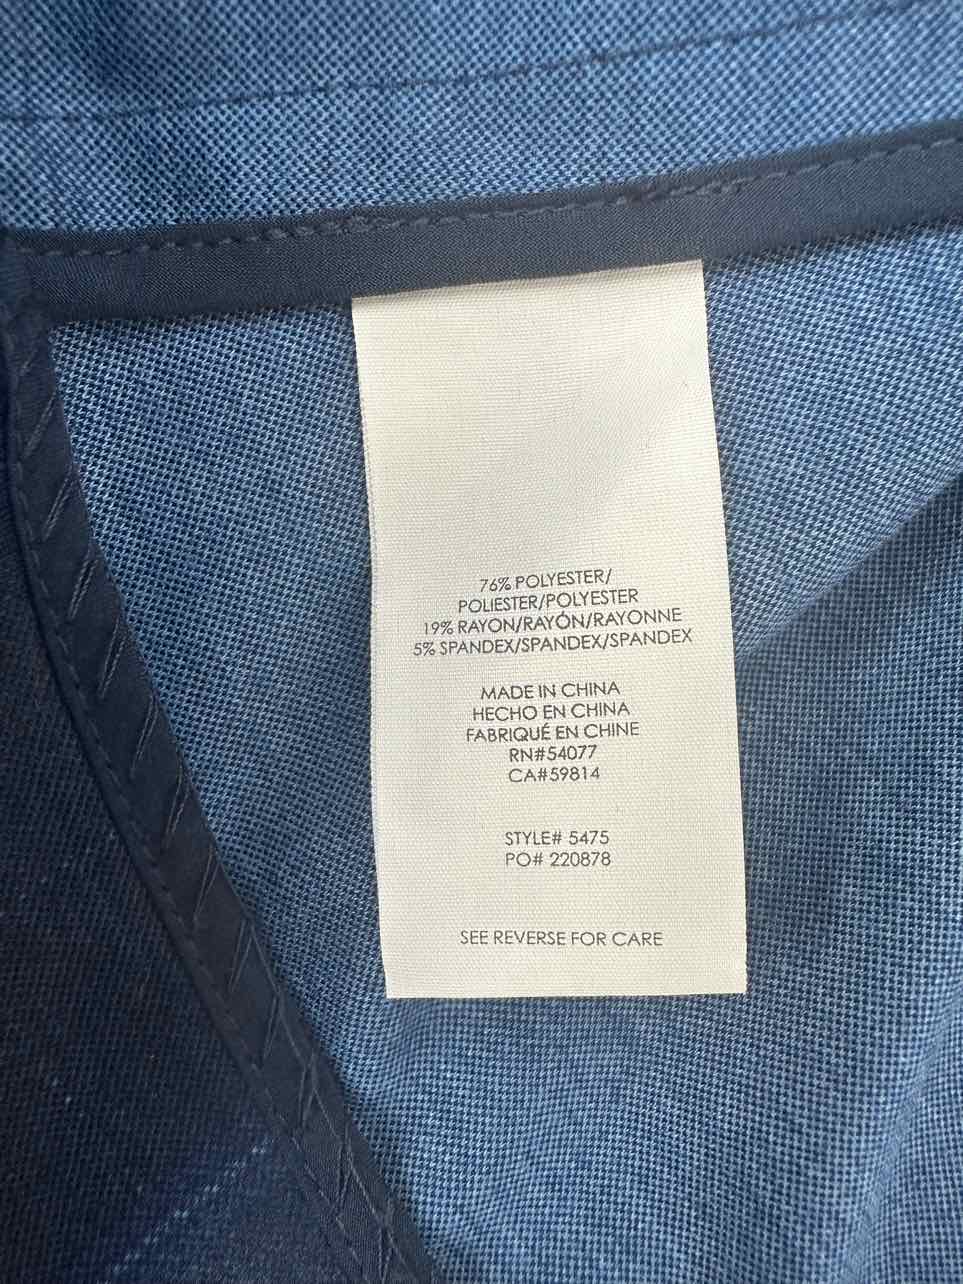 76% POLYESTER/
POLIESTER/POLYESTER
19% RAYON/RAYÓN/RAYONNE
5% SPANDEX/SPANDEX/SPANDEX
MADE IN CHINA
HECHO EN CHINA
FABRIQUÉ EN CHINE
RN#54077
CA#59814
STYLE# 5475
PO# 220878
SEE REVERSE FOR CARE